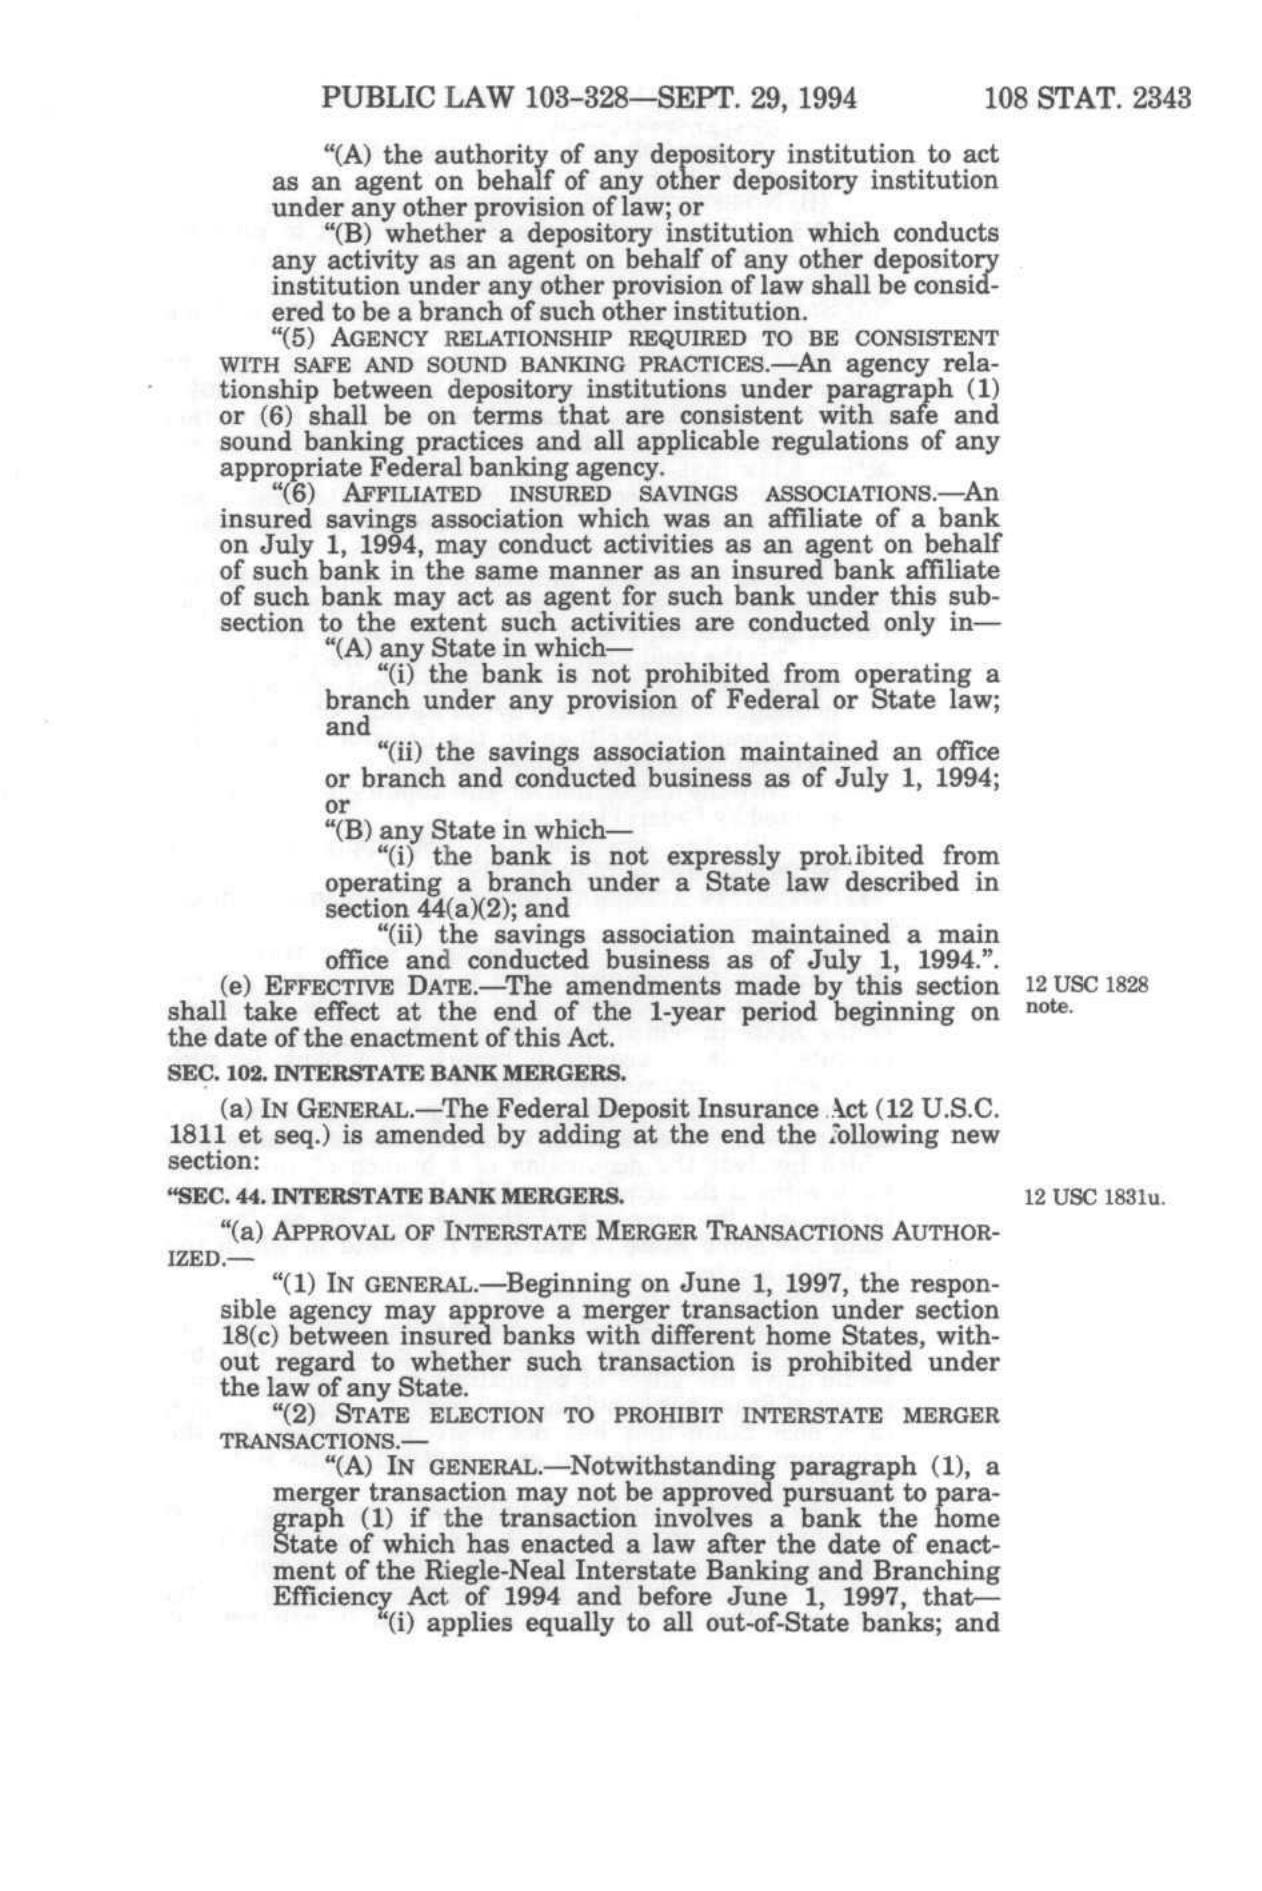 PUBLIC LAW 103–328—SEPT. 29, 1994 108 STAT. 2343
“(A) the authority of any depository institution to act
as an agent on behalf of any other depository institution
under any other provision of law; or
“(B) whether a depository institution which conducts
any activity as an agent on behalf of any other depository
institution under any other provision of law shall be consid-
ered to be a branch of such other institution.
“(5) AGENCY RELATIONSHIP REQUIRED TO BE CONSISTENT
WITH SAFE AND SOUND BANKING PRACTICES.—An agency rela-
tionship between depository institutions under paragraph (1)
or (6) shall be on terms that are consistent with safe and
sound banking practices and all applicable regulations of any
appropriate Federal banking agency.
“(6) AFFILIATED INSURED SAVINGS ASSOCIATIONS.—An
insured savings association which was an affiliate of a bank
on July 1, 1994, may conduct activities as an agent on behalf
of such bank in the same manner as an insured bank affiliate
of such bank may act as agent for such bank under this sub-
section to the extent such activities are conducted only in—
“(A) any State in which—
“(i) the bank is not prohibited from operating a
branch under any provision of Federal or State law;
and
“(ii) the savings association maintained an office
or branch and conducted business as of July 1, 1994;
or
“(B) any State in which—
“(i) the bank is not expressly prohibited from
operating a branch under a State law described in
section 44(a)(2); and
“(ii) the savings association maintained a main
office and conducted business as of July 1, 1994.”.
(e) EFFECTIVE DATE.—The amendments made by this section 12 USC 1828
shall take effect at the end of the 1-year period beginning on note.
the date of the enactment of this Act.
SEC. 102. INTERSTATE BANK MERGERS.
(a) IN GENERAL.—The Federal Deposit Insurance Act (12 U.S.C.
1811 et seq.) is amended by adding at the end the following new
section:
“SEC. 44. INTERSTATE BANK MERGERS. 12 USC 1831u.
“(a) APPROVAL OF INTERSTATE MERGER TRANSACTIONS AUTHOR-
IZED.—
“(1) IN GENERAL.—Beginning on June 1, 1997, the respon-
sible agency may approve a merger transaction under section
18(c) between insured banks with different home States, with-
out regard to whether such transaction is prohibited under
the law of any State.
“(2) STATE ELECTION TO PROHIBIT INTERSTATE MERGER
TRANSACTIONS.—
“(A) IN GENERAL.—Notwithstanding paragraph (1), a
merger transaction may not be approved pursuant to para-
graph (1) if the transaction involves a bank the home
State of which has enacted a law after the date of enact-
ment of the Riegle-Neal Interstate Banking and Branching
Efficiency Act of 1994 and before June 1, 1997, that—
“(i) applies equally to all out-of-State banks; and